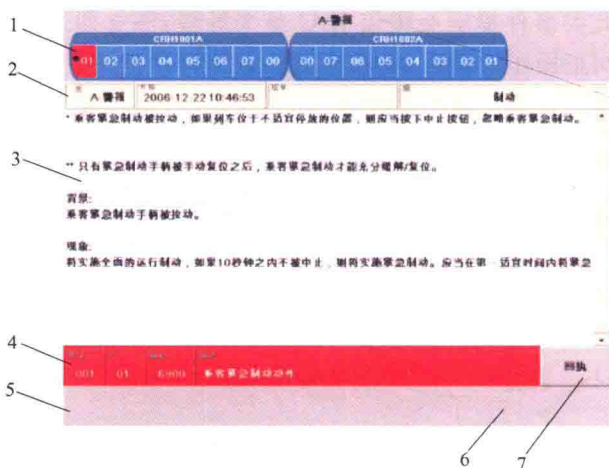 A-警报
CRH1001A CRH1002A
01 02 03 04 05 06 07 00 00 07 06 05 04 03 02 01
A 警报 2006-12-22 10:46:53 制动
* 乘客紧急制动被拉动，如果列车位于不适宜停放的位置，则应当按下中止按钮，忽略乘客紧急制动。
** 只有紧急制动手柄被手动复位之后，乘客紧急制动才能充分缓解/复位。
背景:
乘客紧急制动手柄被拉动。
现象:
将实施全面的运行制动，如果10秒钟之内不被中止，则将实施紧急制动。应当在第一适宜时间内将紧急
001 01 6900 乘客紧急制动动作
回执
1
2
3
4
5
6
7